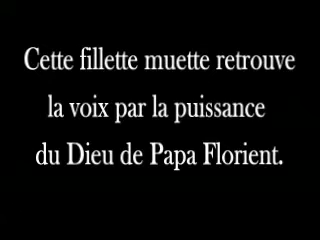 Cette fillette muette retrouve
la voix par la puissance
du Dieu de Papa Florient.